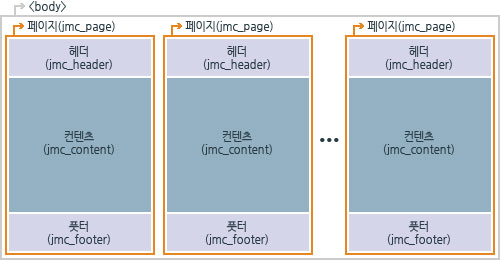 <body>
페이지(jmc_page)
헤더
(jmc_header)
컨텐츠
(jmc_content)
풋터
(jmc_footer)
페이지(jmc_page)
헤더
(jmc_header)
컨텐츠
(jmc_content)
풋터
(jmc_footer)
•••
페이지(jmc_page)
헤더
(jmc_header)
컨텐츠
(jmc_content)
풋터
(jmc_footer)